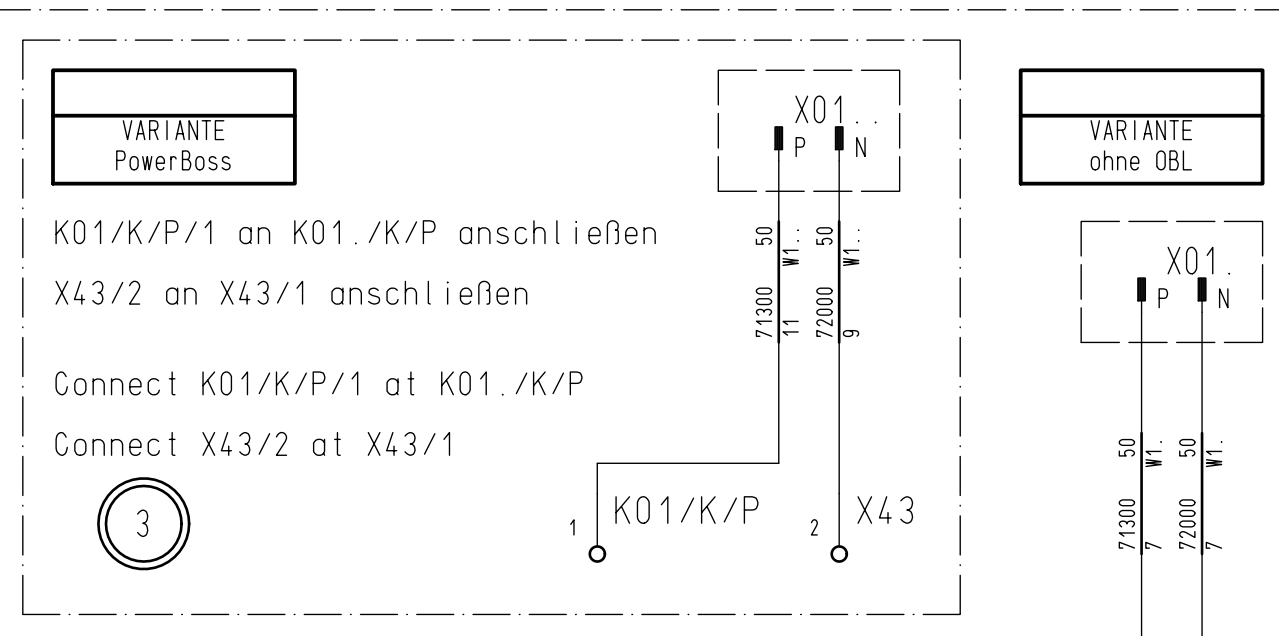 VARIANTE
PowerBoss
X01..
P N
K01/K/P/1 an K01./K/P anschließen
X43/2 an X43/1 anschließen
Connect K01/K/P/1 at K01./K/P
Connect X43/2 at X43/1
3
71300 50
11 W1..
72000 50
9 W1..
1 K01/K/P
2 X43
VARIANTE
ohne OBL
X01.
P N
71300 50
7 W1.
72000 50
7 W1.